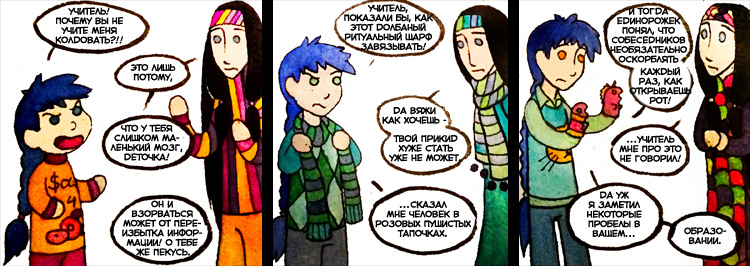 УЧИТЕЛЬ!
ПОЧЕМУ ВЫ НЕ
УЧИТЕ МЕНЯ
КОЛДОВАТЬ?!!
ЭТО ЛИШЬ
ПОТОМУ,
ЧТО У ТЕБЯ
СЛИШКОМ МА-
ЛЕНЬКИЙ МОЗГ,
ДЕТОЧКА!
ОН И
ВЗОРВАТЬСЯ
МОЖЕТ ОТ ПЕРЕ-
ИЗБЫТКА ИНФОР-
МАЦИИ! О ТЕБЕ
ЖЕ ПЕКУСЬ.
УЧИТЕЛЬ,
ПОКАЗАЛИ БЫ, КАК
ЭТОТ ДОЛБАНЫЙ
РИТУАЛЬНЫЙ ШАРФ
ЗАВЯЗЫВАТЬ!
ДА ВЯЖИ
КАК ХОЧЕШЬ -
ТВОЙ ПРИКИД
ХУЖЕ СТАТЬ
УЖЕ НЕ МОЖЕТ.
...СКАЗАЛ
МНЕ ЧЕЛОВЕК В
РОЗОВЫХ ПУШИСТЫХ
ТАПОЧКАХ.
И ТОГДА
ЕДИНОРОЖЕК
ПОНЯЛ, ЧТО
СОБЕСЕДНИКОВ
НЕОБЯЗАТЕЛЬНО
ОСКОРБЛЯТЬ
КАЖДЫЙ
РАЗ, КАК
ОТКРЫВАЕШЬ
РОТ!
...УЧИТЕЛЬ
МНЕ ПРО ЭТО
НЕ ГОВОРИЛ!
ДА УЖ
Я ЗАМЕТИЛ
НЕКОТОРЫЕ
ПРОБЕЛЫ В
ВАШЕМ...
ОБРАЗО-
ВАНИИ.